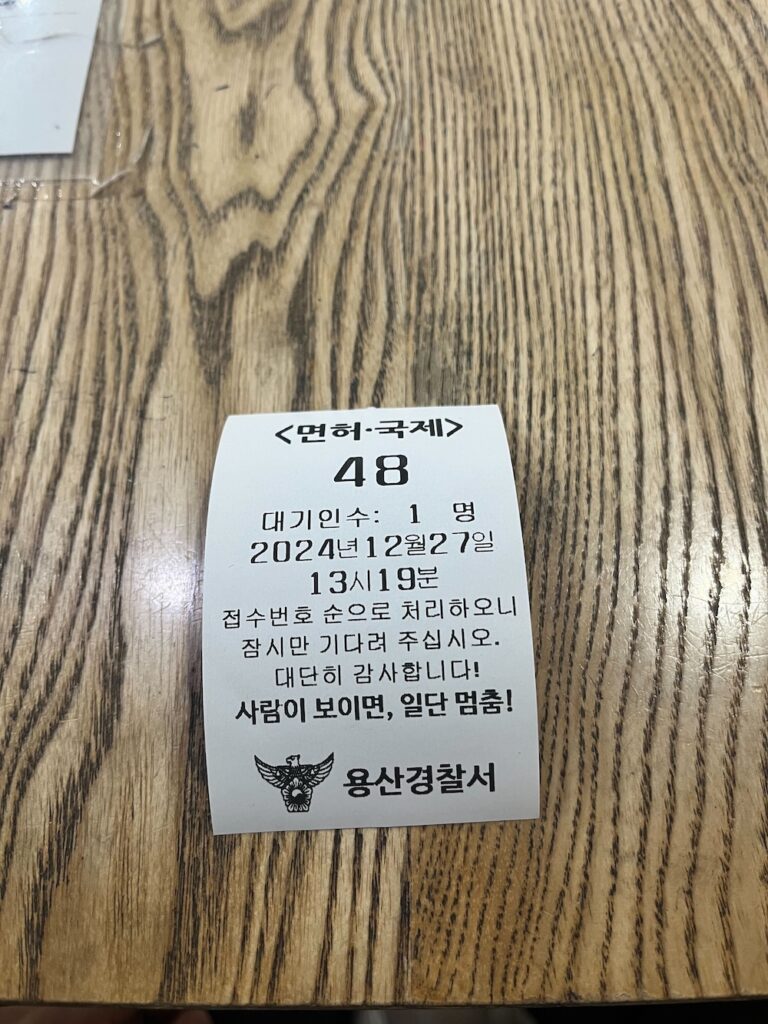 <면허·국제>
48
대기인수: 1 명
2024년12월27일
13시19분
접수번호 순으로 처리하오니
잠시만 기다려 주십시오.
대단히 감사합니다!
사람이 보이면, 일단 멈춤!
용산경찰서